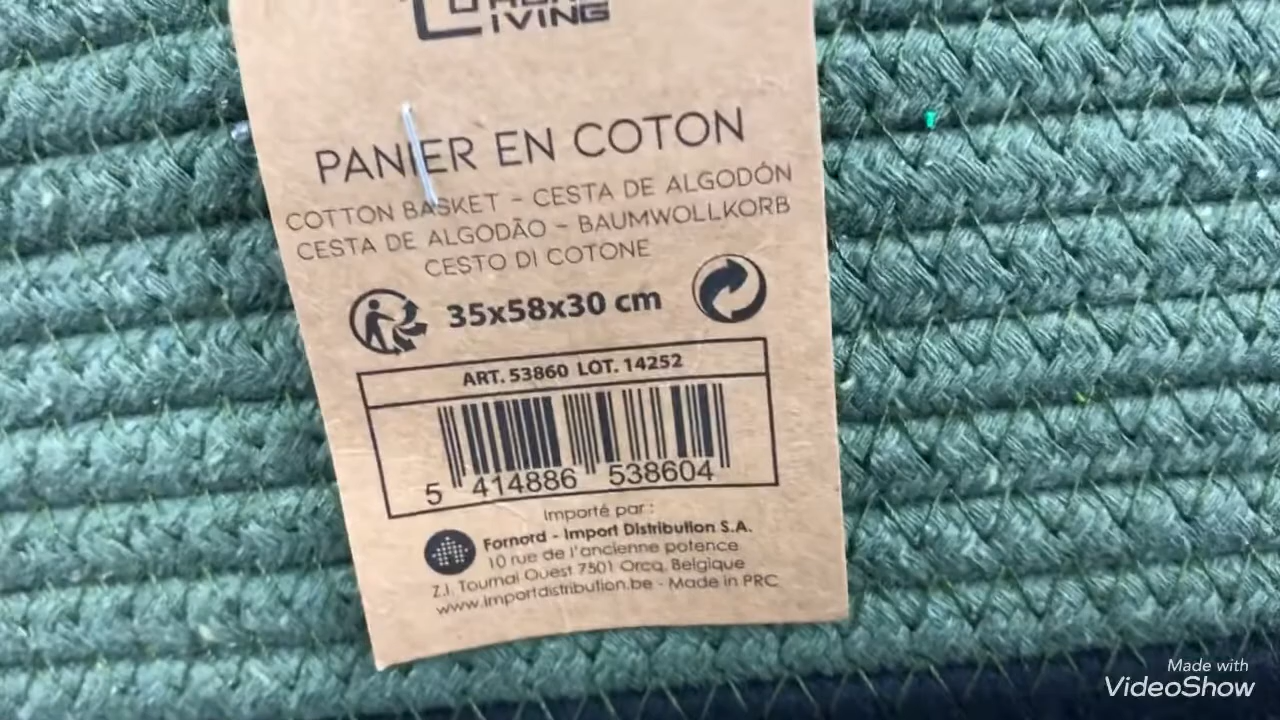 LIVING
PANIER EN COTON
COTTON BASKET - CESTA DE ALGODÓN
CESTA DE ALGODÃO - BAUMWOLLKORB
CESTO DI COTONE
35x58x30 cm
ART. 53860 LOT. 14252
5 414886 538604
Importé par :
Fornord - Import Distribution S.A.
10 rue de l'ancienne potence
Z.I. Tournai Ouest 7501 Orcq, Belgique
www.importdistribution.be - Made in PRC
Made with
VideoShow